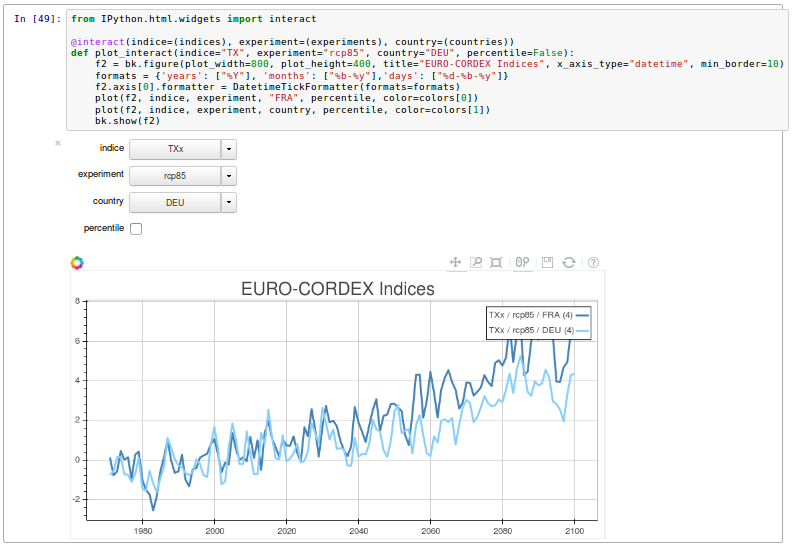 In [49]: from IPython.html.widgets import interact
@interact(indice=(indices), experiment=(experiments), country=(countries))
def plot_interact(indice="TX", experiment="rcp85", country="DEU", percentile=False):
f2 = bk.figure(plot_width=800, plot_height=400, title="EURO-CORDEX Indices", x_axis_type="datetime", min_border=10)
formats = {'years': ["%Y"], 'months': ["%b-%y"],'days': ["%d-%b-%y"]}
f2.axis[0].formatter = DatetimeTickFormatter(formats=formats)
plot(f2, indice, experiment, "FRA", percentile, color=colors[0])
plot(f2, indice, experiment, country, percentile, color=colors[1])
bk.show(f2)
indice TXx
experiment rcp85
country DEU
percentile
EURO-CORDEX Indices
TXx / rcp85 / FRA (4)
TXx / rcp85 / DEU (4)
8
6
4
2
0
-2
1980 2000 2020 2040 2060 2080 2100